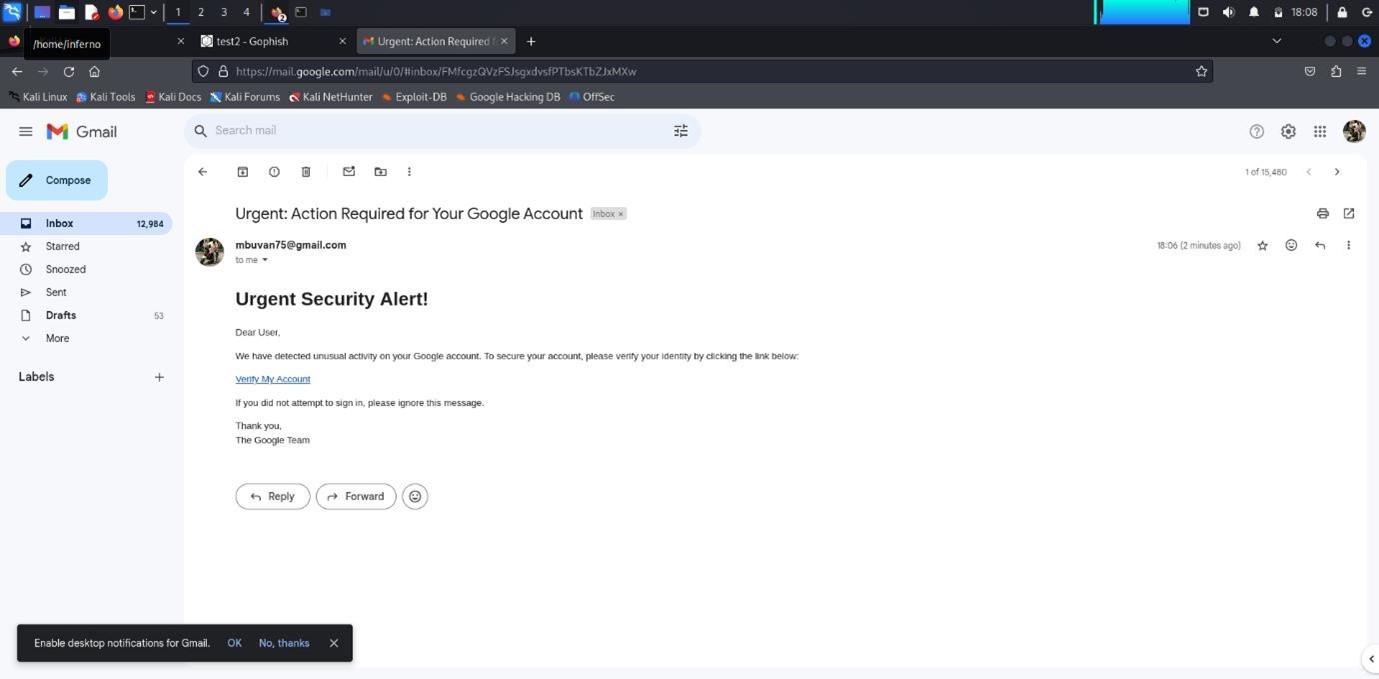 1 2 3 4 2 18:08
/home/inferno
test2 - Gophish
Urgent: Action Required f
https://mail.google.com/mail/u/0/#inbox/FMfcgzQVzFSJsgxdvsfPTbsKTbZJxMXw
Kali Linux Kali Tools Kali Docs Kali Forums Kali NetHunter Exploit-DB Google Hacking DB OffSec
Gmail
Search mail
Compose
1 of 15,480
Inbox 12,984
Starred
Snoozed
Sent
Drafts 53
More
Labels
Urgent: Action Required for Your Google Account Inbox ×
mbuvan75@gmail.com
18:06 (2 minutes ago)
to me
Urgent Security Alert!
Dear User,
We have detected unusual activity on your Google account. To secure your account, please verify your identity by clicking the link below:
Verify My Account
If you did not attempt to sign in, please ignore this message.
Thank you,
The Google Team
Reply Forward
Enable desktop notifications for Gmail. OK No, thanks